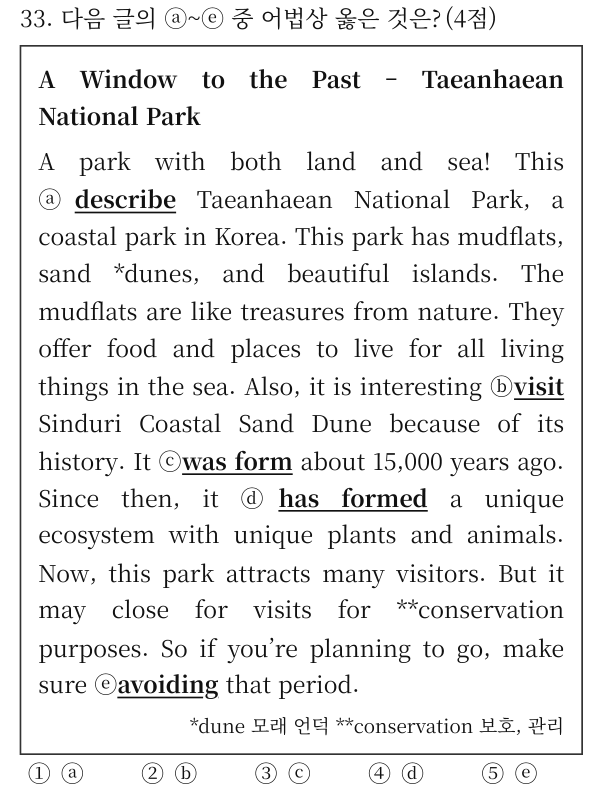 33. 다음 글의 ⓐ~ⓔ 중 어법상 옳은 것은?(4점)
A Window to the Past – Taeanhaean
National Park
A park with both land and sea! This
ⓐ describe Taeanhaean National Park, a
coastal park in Korea. This park has mudflats,
sand *dunes, and beautiful islands. The
mudflats are like treasures from nature. They
offer food and places to live for all living
things in the sea. Also, it is interesting ⓑvisit
Sinduri Coastal Sand Dune because of its
history. It ⓒwas form about 15,000 years ago.
Since then, it ⓓ has formed a unique
ecosystem with unique plants and animals.
Now, this park attracts many visitors. But it
may close for visits for **conservation
purposes. So if you’re planning to go, make
sure ⓔavoiding that period.
*dune 모래 언덕 **conservation 보호, 관리
① ⓐ ② ⓑ ③ ⓒ ④ ⓓ ⑤ ⓔ